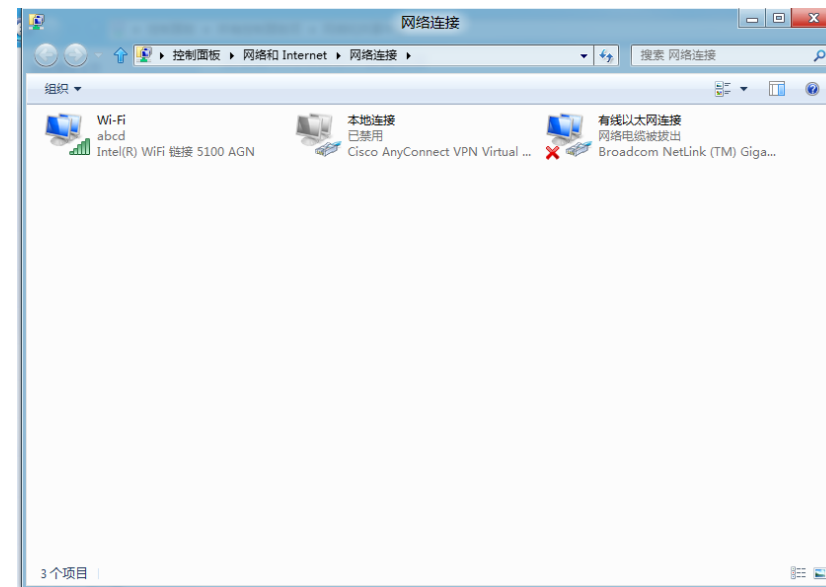 网络连接
控制面板 网络和 Internet 网络连接
搜索 网络连接
组织
Wi-Fi
abcd
Intel(R) WiFi 链接 5100 AGN
本地连接
已禁用
Cisco AnyConnect VPN Virtual ...
有线以太网连接
网络电缆被拔出
Broadcom NetLink (TM) Giga...
3 个项目